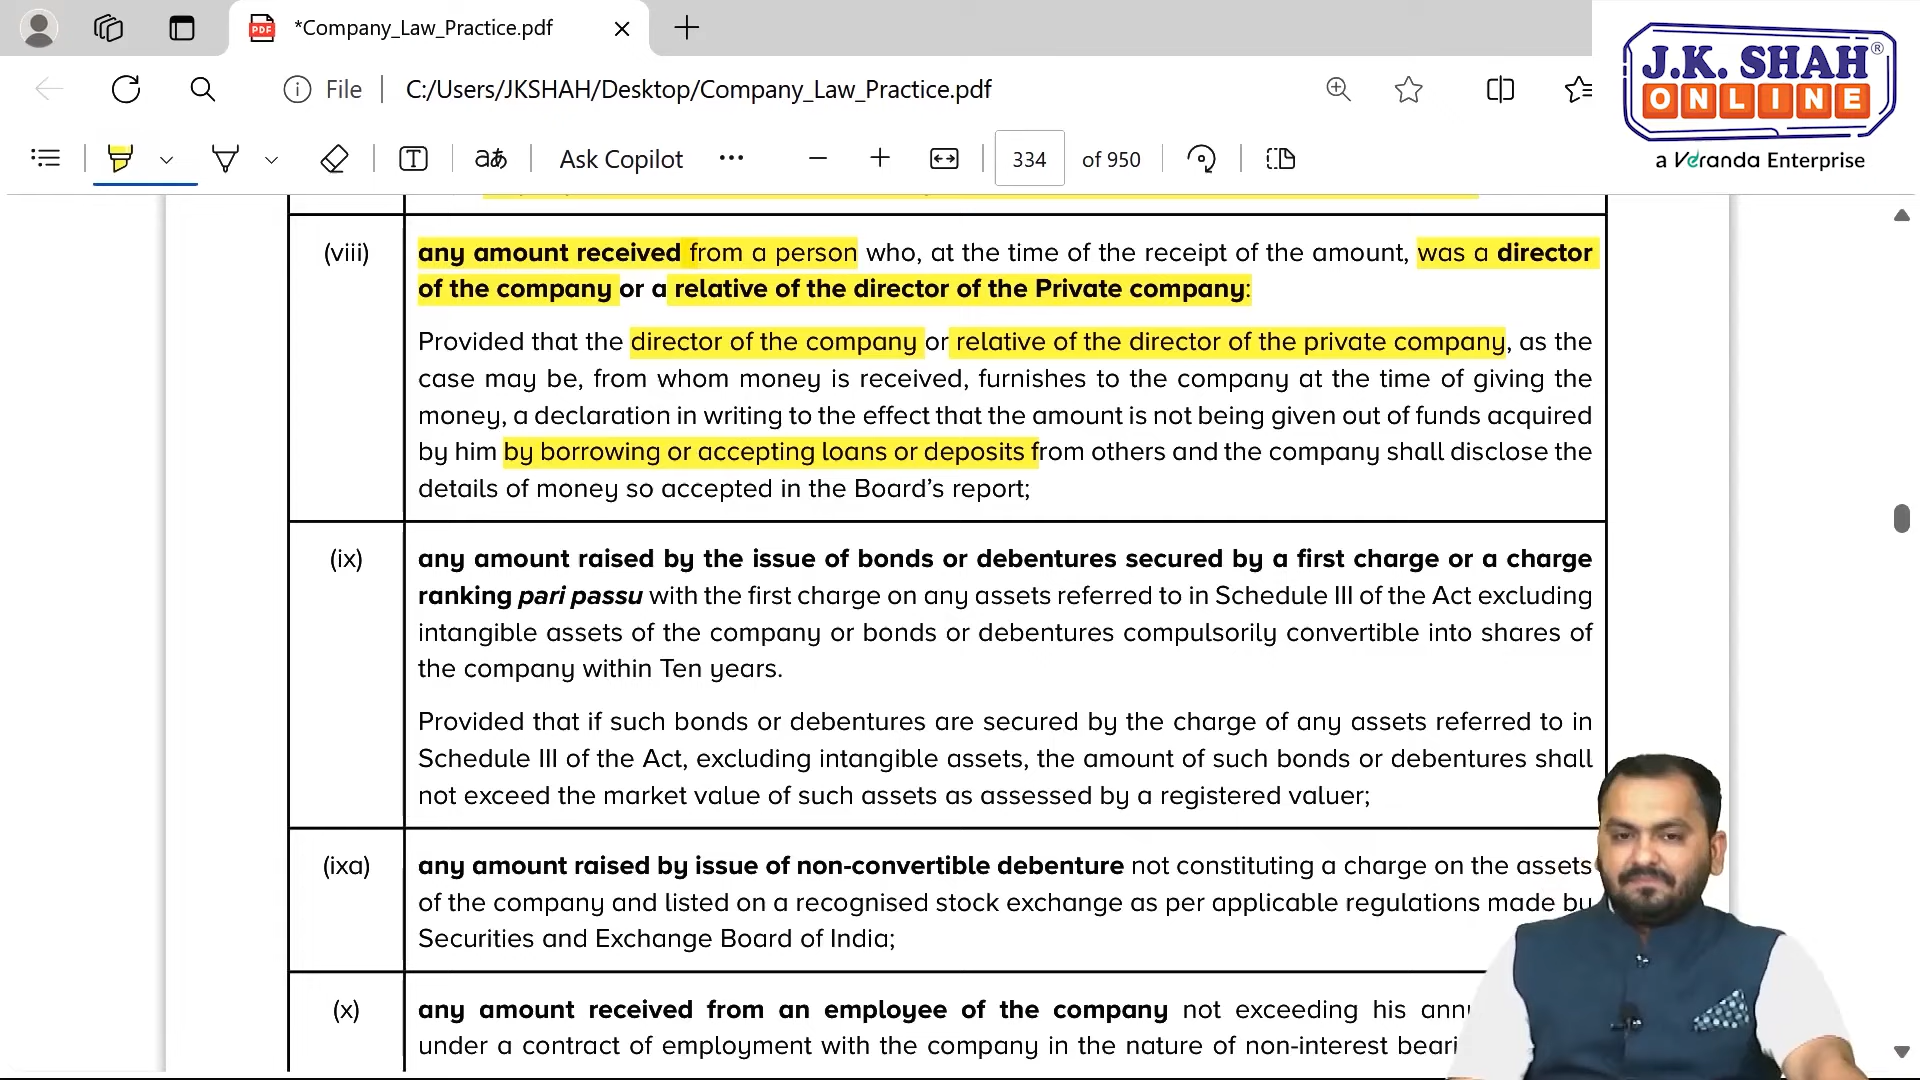 *Company_Law_Practice.pdf
File
C:/Users/JKSHAH/Desktop/Company_Law_Practice.pdf
J.K. SHAH®
ONLINE
a Veranda Enterprise
Ask Copilot
334 of 950
(viii) any amount received from a person who, at the time of the receipt of the amount, was a director
of the company or a relative of the director of the Private company:
Provided that the director of the company or relative of the director of the private company, as the
case may be, from whom money is received, furnishes to the company at the time of giving the
money, a declaration in writing to the effect that the amount is not being given out of funds acquired
by him by borrowing or accepting loans or deposits from others and the company shall disclose the
details of money so accepted in the Board's report;
(ix) any amount raised by the issue of bonds or debentures secured by a first charge or a charge
ranking pari passu with the first charge on any assets referred to in Schedule III of the Act excluding
intangible assets of the company or bonds or debentures compulsorily convertible into shares of
the company within Ten years.
Provided that if such bonds or debentures are secured by the charge of any assets referred to in
Schedule III of the Act, excluding intangible assets, the amount of such bonds or debentures shall
not exceed the market value of such assets as assessed by a registered valuer;
(ixa) any amount raised by issue of non-convertible debenture not constituting a charge on the assets
of the company and listed on a recognised stock exchange as per applicable regulations made by
Securities and Exchange Board of India;
(x) any amount received from an employee of the company not exceeding his
under a contract of employment with the company in the nature of non-interest